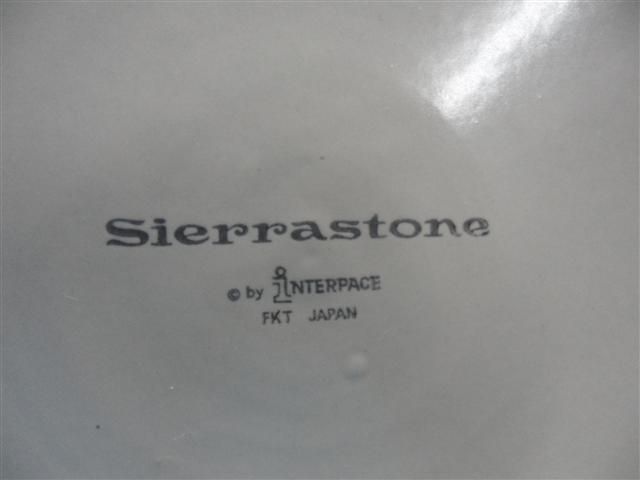 Sierrastone
© by iNTERPACE
FKT JAPAN